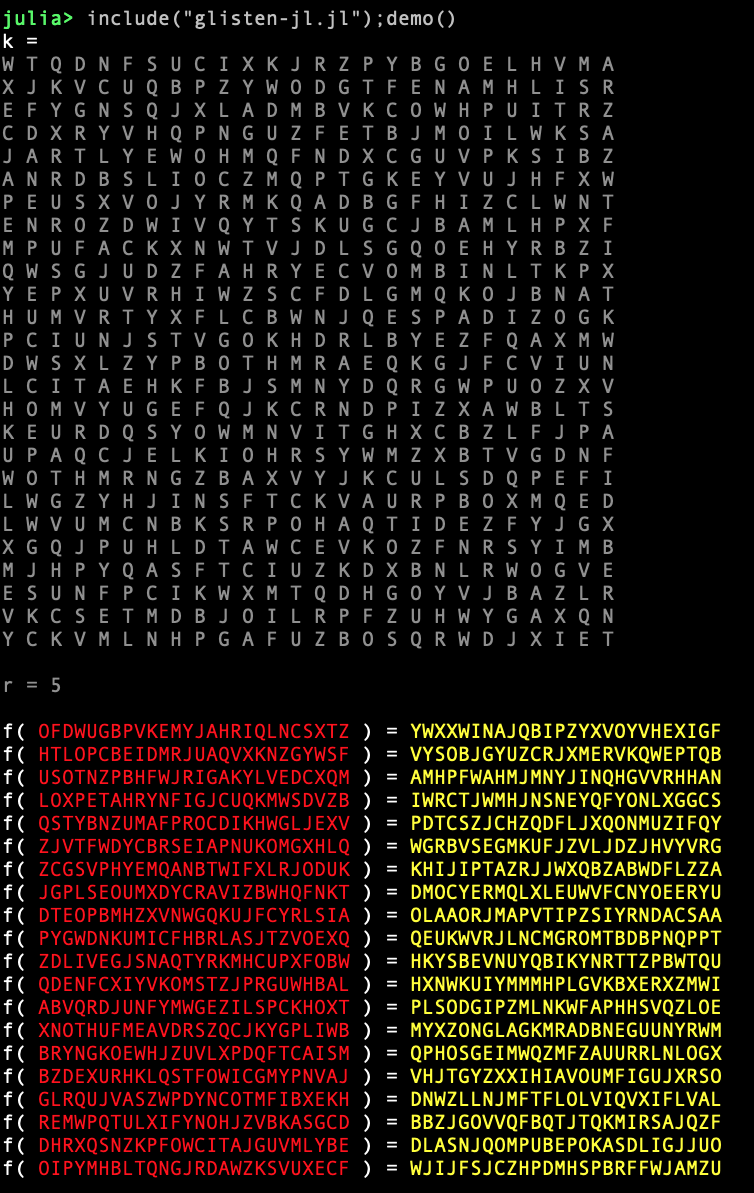 julia> include("glisten-jl.jl");demo()
k =
W T Q D N F S U C I X K J R Z P Y B G O E L H V M A
X J K V C U Q B P Z Y W O D G T F E N A M H L I S R
E F Y G N S Q J X L A D M B V K C O W H P U I T R Z
C D X R Y V H Q P N G U Z F E T B J M O I L W K S A
J A R T L Y E W O H M Q F N D X C G U V P K S I B Z
A N R D B S L I O C Z M Q P T G K E Y V U J H F X W
P E U S X V O J Y R M K Q A D B G F H I Z C L W N T
E N R O Z D W I V Q Y T S K U G C J B A M L H P X F
M P U F A C K X N W T V J D L S G Q O E H Y R B Z I
Q W S G J U D Z F A H R Y E C V O M B I N L T K P X
Y E P X U V R H I W Z S C F D L G M Q K O J B N A T
H U M V R T Y X F L C B W N J Q E S P A D I Z O G K
P C I U N J S T V G O K H D R L B Y E Z F Q A X M W
D W S X L Z Y P B O T H M R A E Q K G J F C V I U N
L C I T A E H K F B J S M N Y D Q R G W P U O Z X V
H O M V Y U G E F Q J K C R N D P I Z X A W B L T S
K E U R D Q S Y O W M N V I T G H X C B Z L F J P A
U P A Q C J E L K I O H R S Y W M Z X B T V G D N F
W O T H M R N G Z B A X V Y J K C U L S D Q P E F I
L W G Z Y H J I N S F T C K V A U R P B O X M Q E D
L W V U M C N B K S R P O H A Q T I D E Z F Y J G X
X G Q J P U H L D T A W C E V K O Z F N R S Y I M B
M J H P Y Q A S F T C I U Z K D X B N L R W O G V E
E S U N F P C I K W X M T Q D H G O Y V J B A Z L R
V K C S E T M D B J O I L R P F Z U H W Y G A X Q N
Y C K V M L N H P G A F U Z B O S Q R W D J X I E T
r = 5
f( OFDWUGBPVKEMYJAHRIQLNCSXTZ ) = YWXXWINAJQBIPZYXVOYVHEXIGF
f( HTLOPCBEIDMRJUAQVXKNZGYWSF ) = VYSOBJGYUZCRJXMERVKQWEPTQB
f( USOTNZPBHFWJRIGAKYLVEDCXQM ) = AMHPFWAHMJMNYJINQHGVVRHHAN
f( LOXPETAHRYNFIGJCUQKMWSDVZB ) = IWRCTJWMHJNSNEYQFYONLXGGCS
f( QSTYBNZUMAFPROCDIKHWGLJEXV ) = PDTCSZJCHZQDFLJXQONMUZIFQY
f( ZJVTFWDYCBRSEIAPNUKOMGXHLQ ) = WGRBVSEGMKUFJZVLJDZJHVYVRG
f( ZCGSVPHYEMQANBTWIFXLRJODUK ) = KHIJIPTAZRJJWXQBZABWDFLZZA
f( JGPLSEOUMXDYCRAVIZBWHQFNKT ) = DMOCYERMQLXLEUWVFCNYOEERYU
f( DTEOPBMHZXVNWGQKUJFCYRLSIA ) = OLAAORJMAPVTIPZSIYRNDACSAA
f( PYGWDNKUMICFHBRLASJTZVOEXQ ) = QEUKWVRJLNCMGROMTBDBPNQPPT
f( ZDLIVEGJSNAQTYRKMHCUPXFOBW ) = HKYSBEVNUYQBIKYNRTTZPBWTQU
f( QDENFCXIYVKOMSTZJPRGUWHBAL ) = HXNWKUIYMMMHPLGVKBXERXZMWI
f( ABVQRDJUNFYMWGEZILSPCKHOXT ) = PLSODGIPZMLNKWFAPHHSVQZLOE
f( XNOTHUFMEAVDRSZQCJKYGPLIWB ) = MYXZONGLAGKMRADBNEGUUNYRWM
f( BRYNGKOEWHJZUVLXPDQFTCAISM ) = QPHOSGEIMWQZMFZAUURRLNLOGX
f( BZDEXURHKLQSTFOWICGMYPNVAJ ) = VHJTGYZXXIHIAVOUMFIGUJXRSO
f( GLRQUJVASZWPDYNCOTMFIBXEKH ) = DNWZLLNJMFTFLOLVIQVXIFLVAL
f( REMWPQTULXIFYNOHJZVBKASGCD ) = BBZJGOVVQFBQTJTQKMIRSAJQZF
f( DHRXQSNZKPFOWCITAJGUVMLYBE ) = DLASNJQOMPUBEPOKASDLIGJJUO
f( OIPYMHBLTQNGJRDAWZKSVUXECF ) = WJIJFSJCZHPDMHSPBRFFWJAMZU